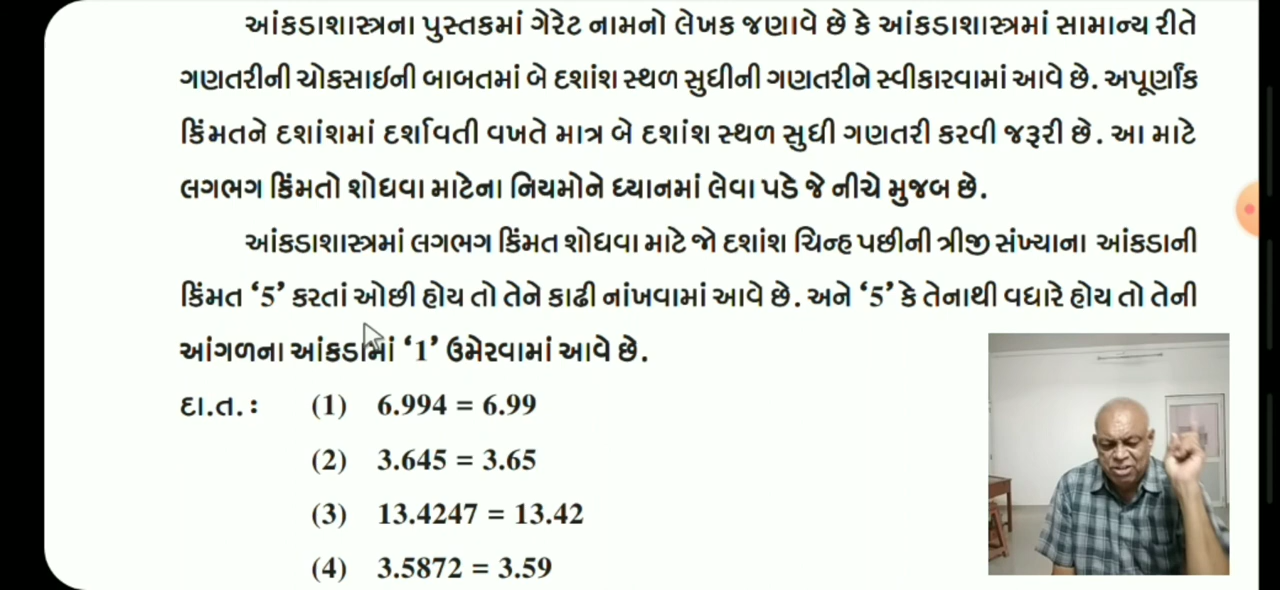 આંકડાશાસ્ત્રના પુસ્તકમાં ગેરેટ નામનો લેખક જણાવે છે કે આંકડાશાસ્ત્રમાં સામાન્ય રીતે
ગણતરીની ચોકસાઈની બાબતમાં બે દશાંશ સ્થળ સુધીની ગણતરીને સ્વીકારવામાં આવે છે. અપૂર્ણાંક
કિંમતને દશાંશમાં દર્શાવતી વખતે માત્ર બે દશાંશ સ્થળ સુધી ગણતરી કરવી જરૂરી છે. આ માટે
લગભગ કિંમતો શોધવા માટેના નિયમોને ધ્યાનમાં લેવા પડે જે નીચે મુજબ છે.
આંકડાશાસ્ત્રમાં લગભગ કિંમત શોધવા માટે જો દશાંશ ચિન્હ પછીની ત્રીજી સંખ્યાના આંકડાની
કિંમત ‘5’ કરતાં ઓછી હોય તો તેને કાઢી નાંખવામાં આવે છે. અને ‘5’ કે તેનાથી વધારે હોય તો તેની
આંગળના આંકડામાં ‘1’ ઉમેરવામાં આવે છે.
દા.ત. : (1) 6.994 = 6.99
(2) 3.645 = 3.65
(3) 13.4247 = 13.42
(4) 3.5872 = 3.59